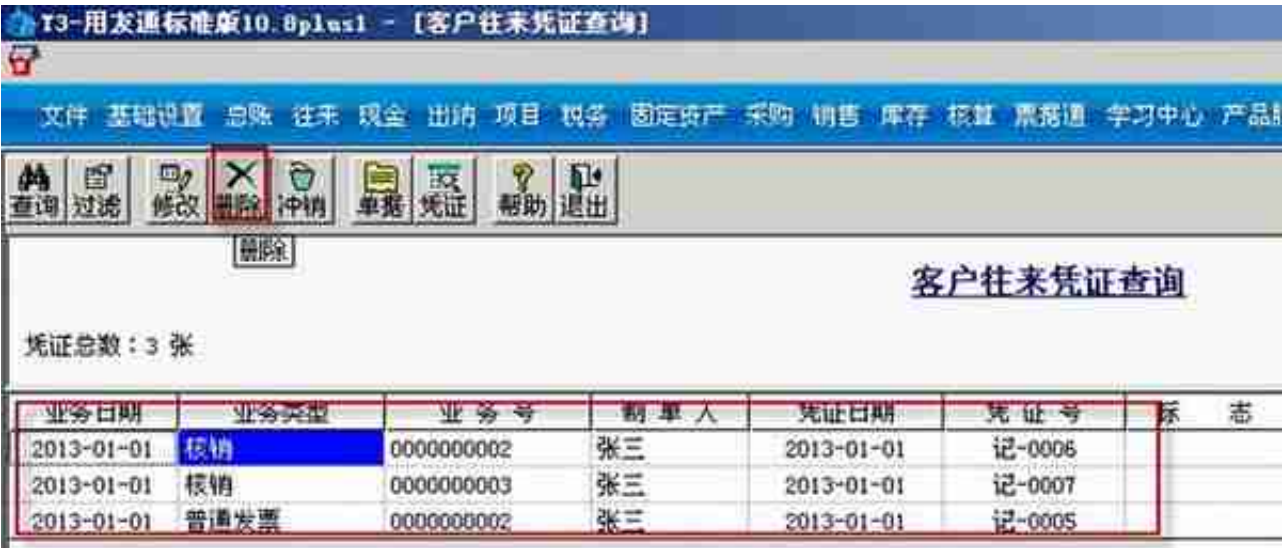 T3-用友通标准版10.8plus1 - [客户往来凭证查询]
文件 基础设置 总账 往来 现金 出纳 项目 税务 固定资产 采购 销售 库存 核算 票据通 学习中心 产品服
查询 过滤 修改 删除 冲销 单据 凭证 帮助 退出
删除
客户往来凭证查询
凭证总数：3 张
业务日期 业务类型 业 务 号 制 单 人 凭证日期 凭 证 号 标 志
2013-01-01 核销 0000000002 张三 2013-01-01 记-0006
2013-01-01 核销 0000000003 张三 2013-01-01 记-0007
2013-01-01 普通发票 0000000002 张三 2013-01-01 记-0005